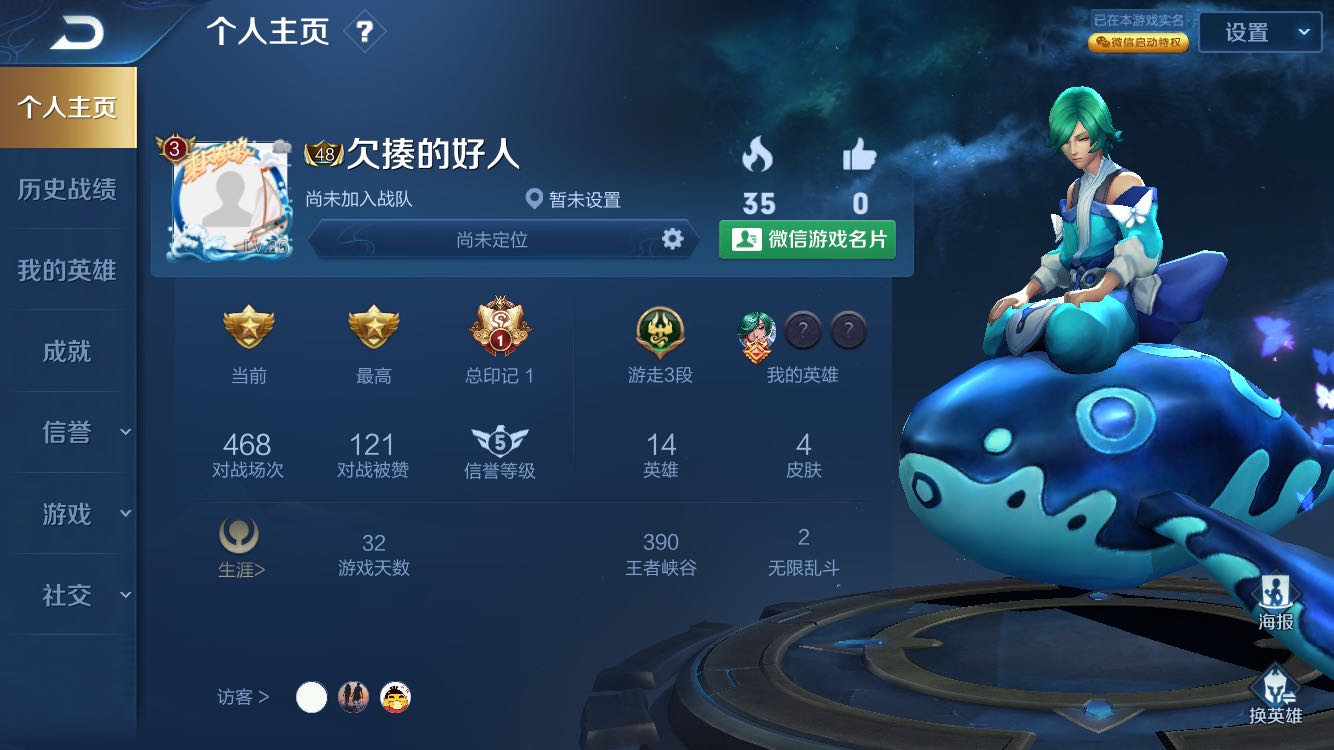 个人主页
?
已在本游戏实名
微信启动特权
设置
个人主页
历史战绩
我的英雄
成就
信誉
游戏
社交
3
48
欠揍的好人
尚未加入战队
暂未设置
尚未定位
35
0
微信游戏名片
当前
最高
1
总印记 1
游走3段
?
?
我的英雄
468
对战场次
121
对战被赞
5
信誉等级
14
英雄
4
皮肤
生涯>
32
游戏天数
390
王者峡谷
2
无限乱斗
访客 >
海报
换英雄